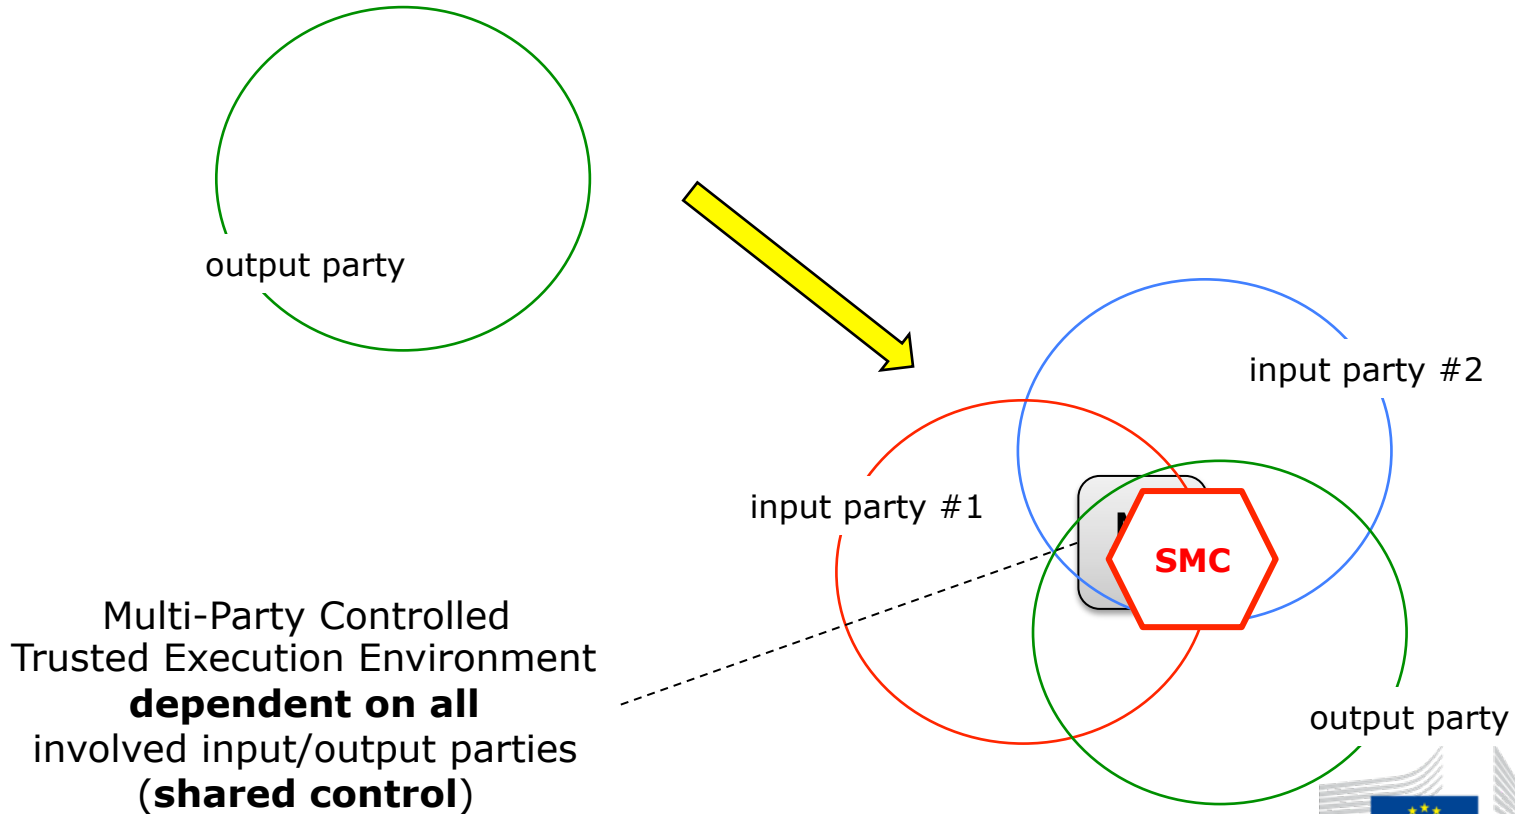 output party
input party #2
input party #1
SMC
Multi-Party Controlled
Trusted Execution Environment
dependent on all
involved input/output parties
(shared control)
output party